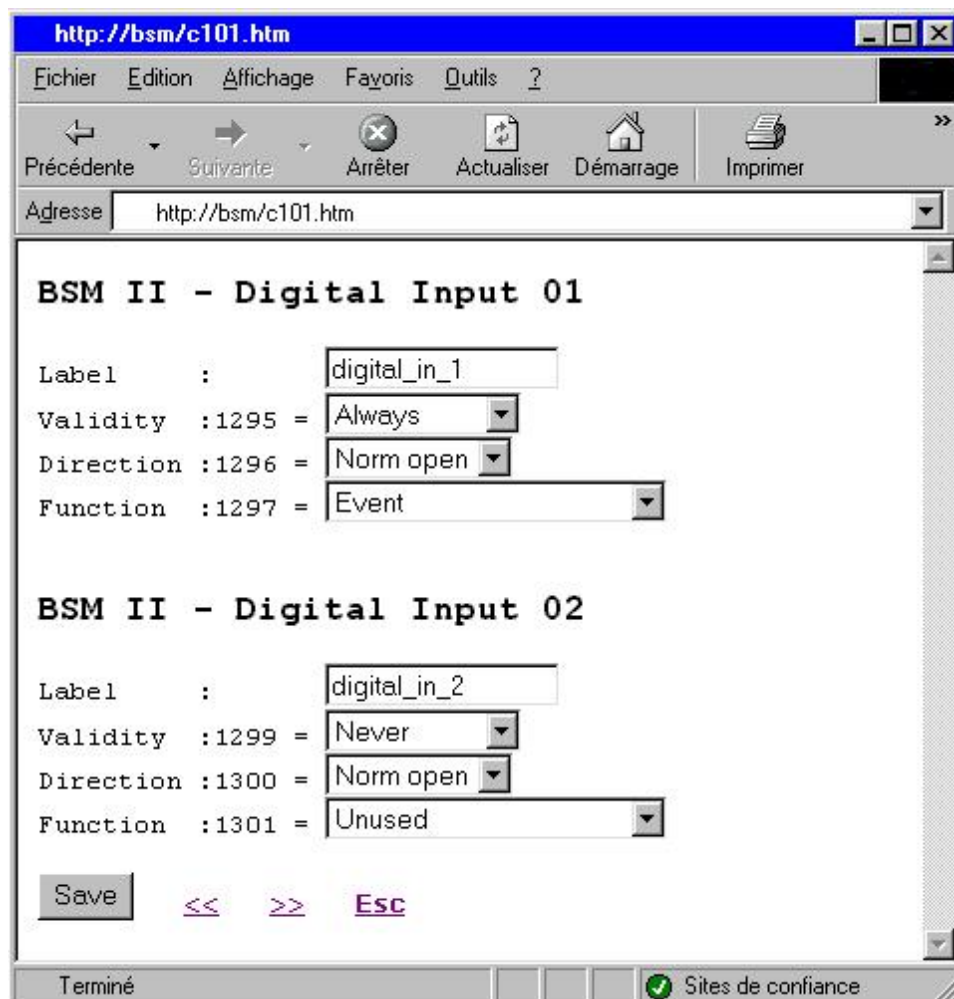 http://bsm/c101.htm
Fichier Edition Affichage Favoris Outils ?
Précédente Suivante Arrêter Actualiser Démarrage Imprimer »
Adresse http://bsm/c101.htm
BSM II - Digital Input 01
Label : digital_in_1
Validity :1295 = Always
Direction :1296 = Norm open
Function :1297 = Event
BSM II - Digital Input 02
Label : digital_in_2
Validity :1299 = Never
Direction :1300 = Norm open
Function :1301 = Unused
Save << >> Esc
Terminé Sites de confiance